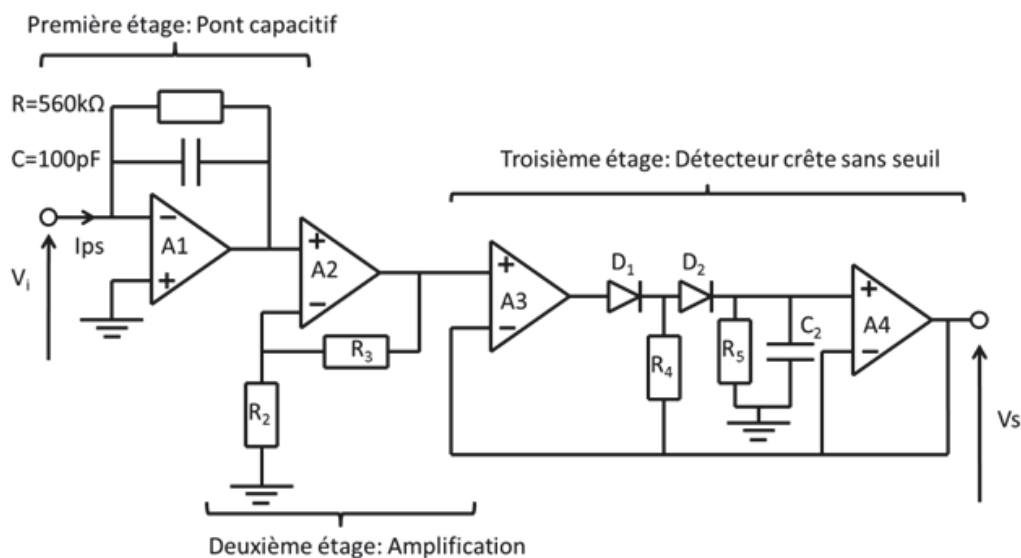 Première étage: Pont capacitif
R=560kΩ
C=100pF
Troisième étage: Détecteur crête sans seuil
Ips
Vi
A1
A2
A3
A4
D1
D2
R3
R2
R4
R5
C2
Vs
Deuxième étage: Amplification